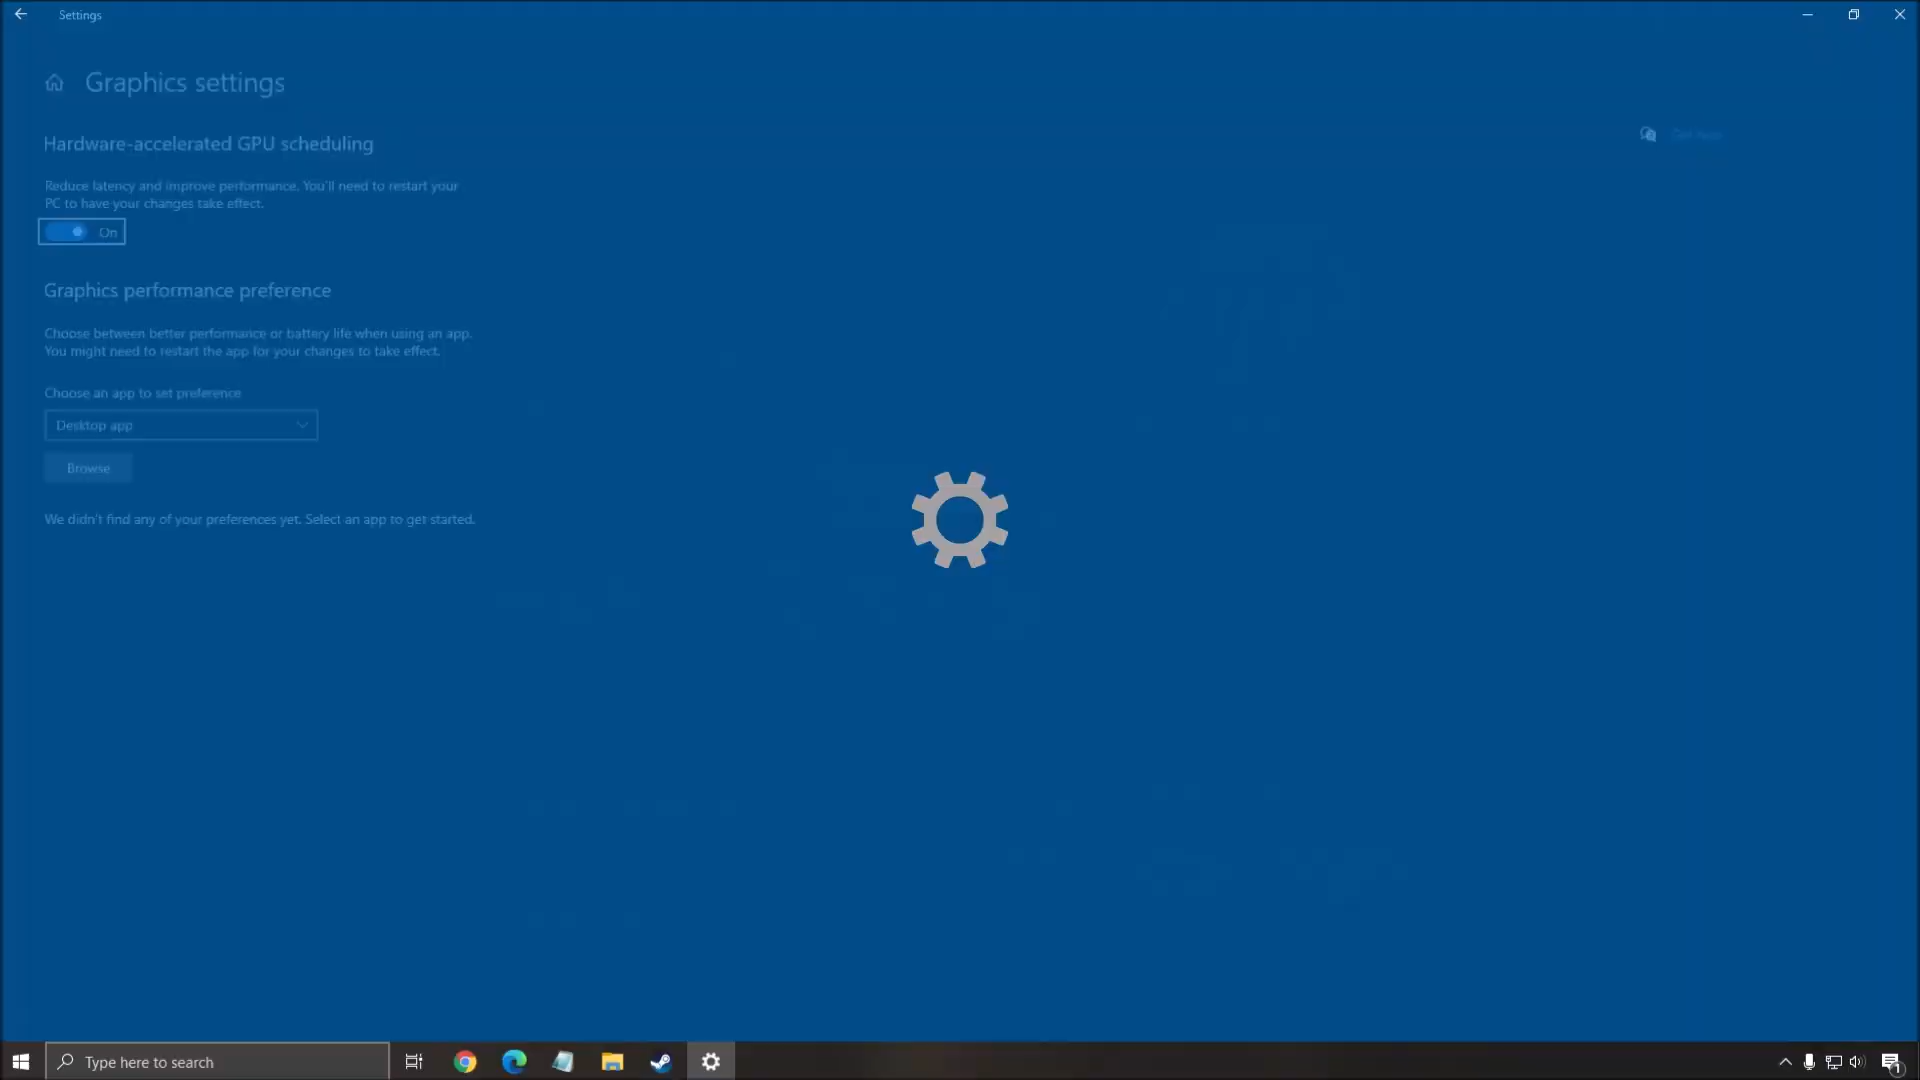 Settings
Graphics settings
Hardware-accelerated GPU scheduling
Reduce latency and improve performance. You'll need to restart your
PC to have your changes take effect.
On
Graphics performance preference
Choose between better performance or battery life when using an app.
You might need to restart the app for your changes to take effect.
Choose an app to set preference
Desktop app
Browse
We didn't find any of your preferences yet. Select an app to get started.
Type here to search
1